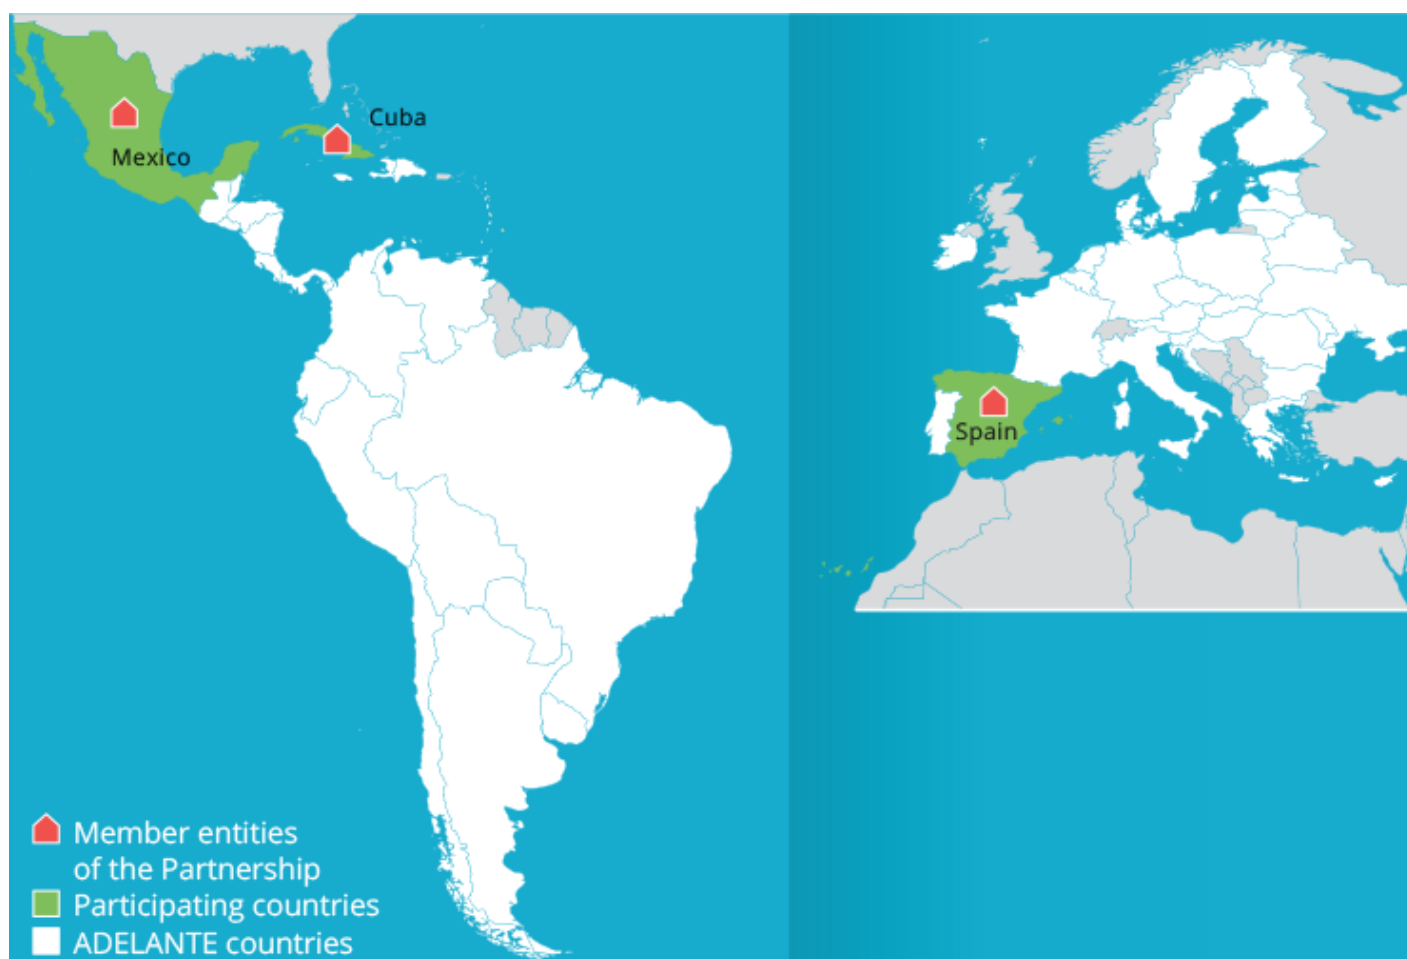 Cuba
Mexico
Spain
Member entities
of the Partnership
Participating countries
ADELANTE countries